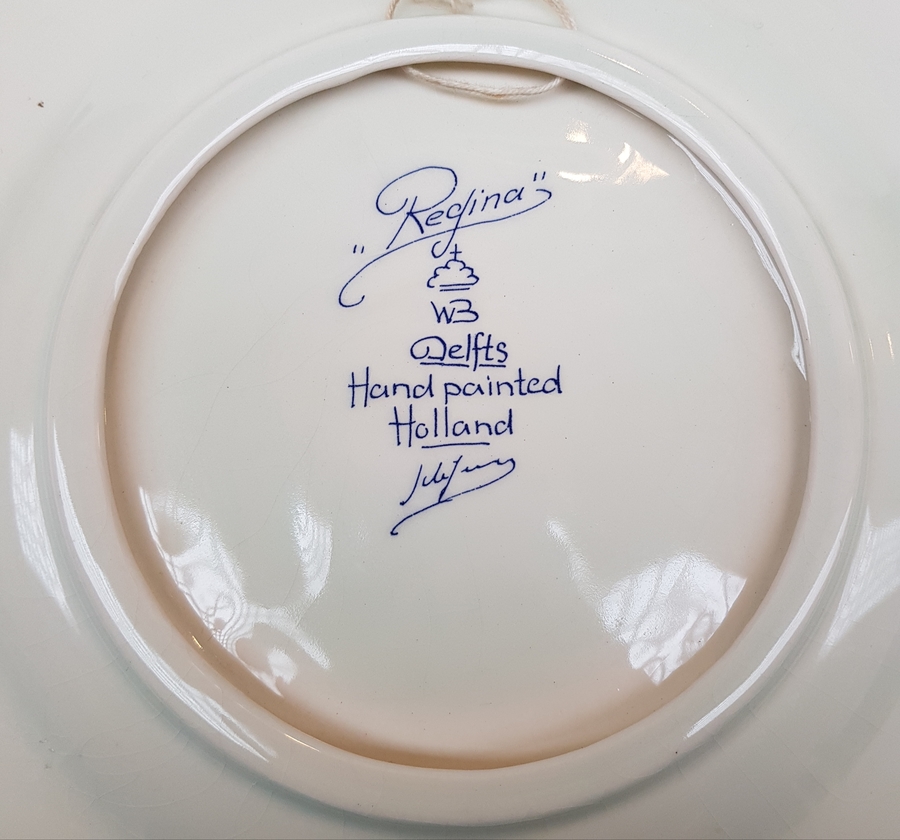 "Regina"
WB
Delfts
Hand painted
Holland